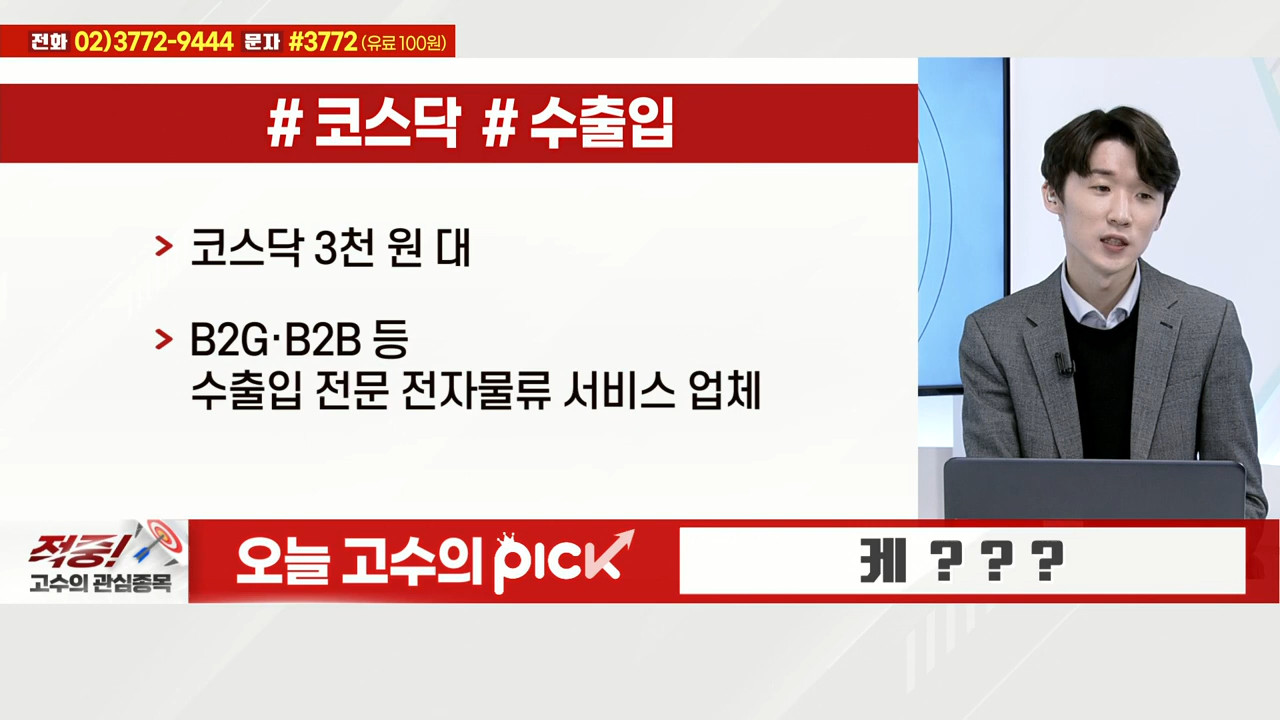 전화 02)3772-9444 문자 #3772 (유료 100원)
# 코스닥 # 수출입
> 코스닥 3천 원 대
> B2G·B2B 등
수출입 전문 전자물류 서비스 업체
적중!
고수의 관심종목
오늘 고수의 pick
케 ? ? ?